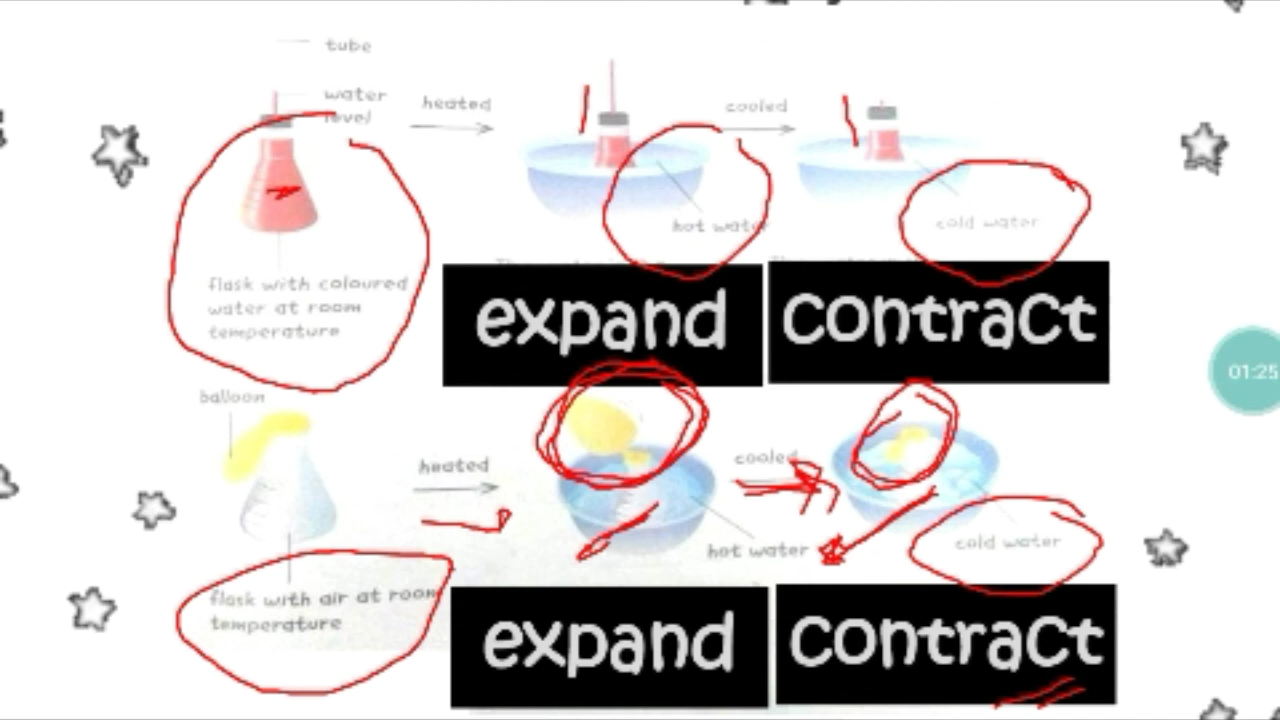 tube
water
level
heated
cooled
hot water
cold water
flask with coloured
water at room
temperature
expand
contract
balloon
heated
cooled
hot water
cold water
flask with air at room
temperature
expand
contract
01:25